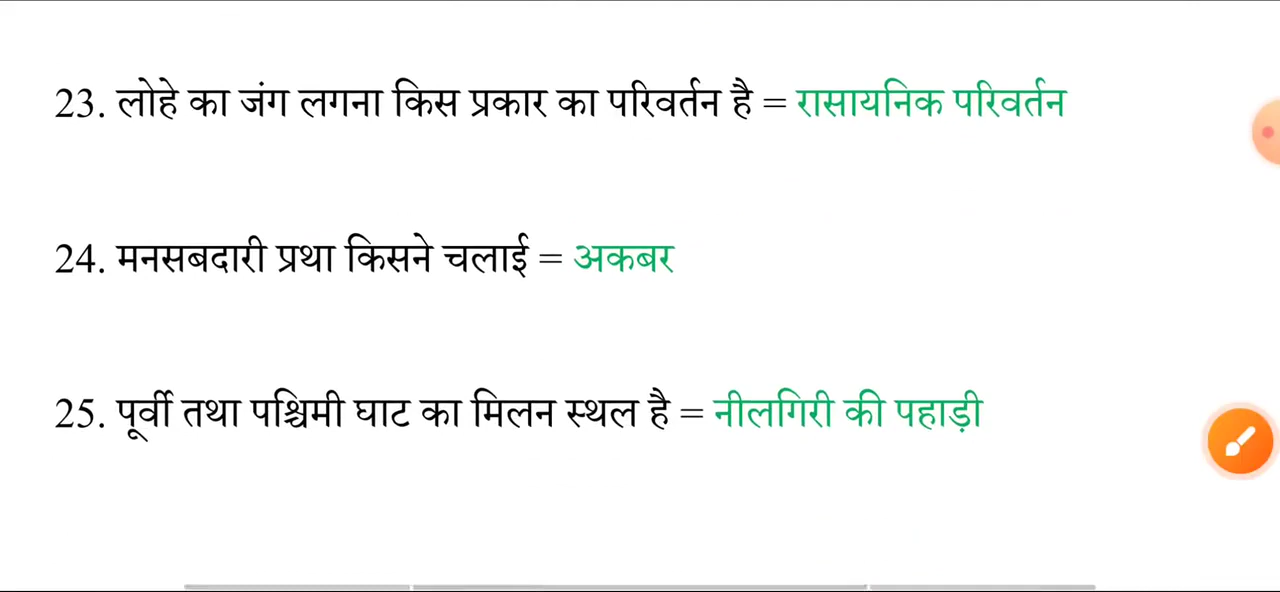 23. लोहे का जंग लगना किस प्रकार का परिवर्तन है = रासायनिक परिवर्तन
24. मनसबदारी प्रथा किसने चलाई = अकबर
25. पूर्वी तथा पश्चिमी घाट का मिलन स्थल है = नीलगिरी की पहाड़ी